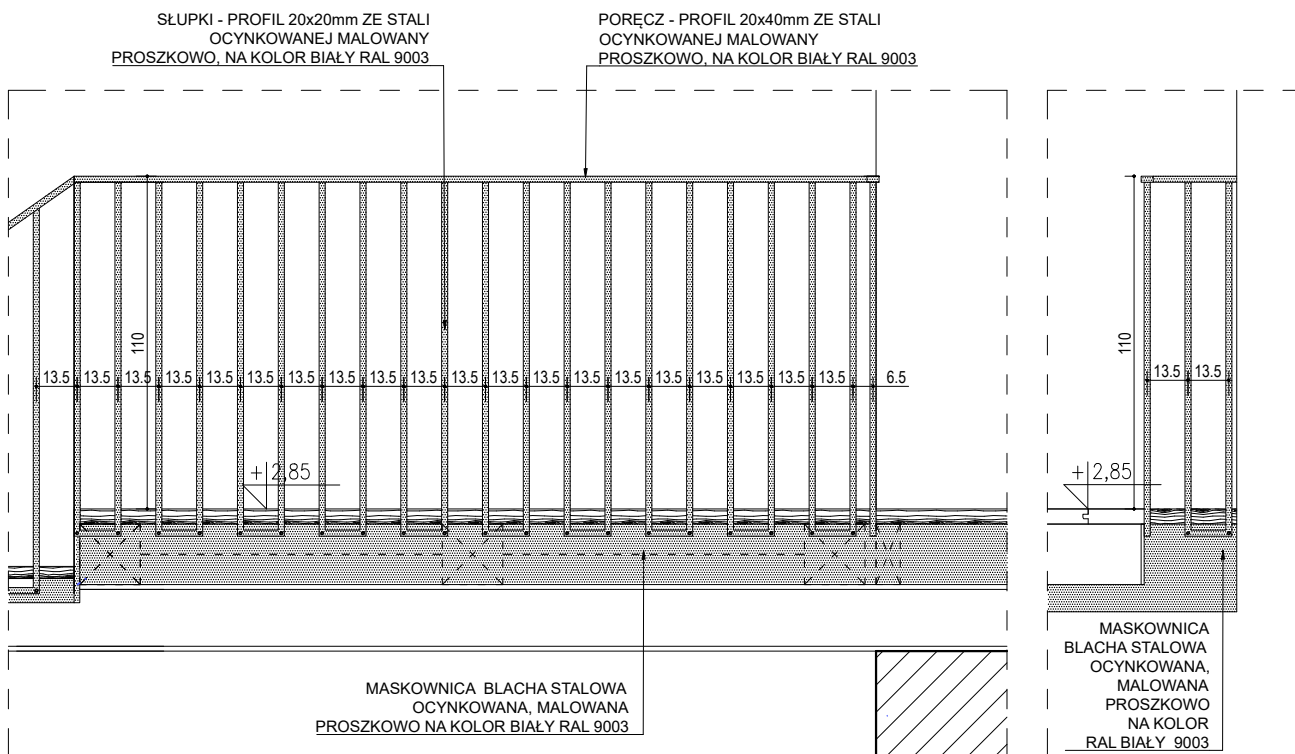 SŁUPKI - PROFIL 20x20mm ZE STALI
OCYNKOWANEJ MALOWANY
PROSZKOWO, NA KOLOR BIAŁY RAL 9003
PORĘCZ - PROFIL 20x40mm ZE STALI
OCYNKOWANEJ MALOWANY
PROSZKOWO, NA KOLOR BIAŁY RAL 9003
110
13.5 13.5 13.5 13.5 13.5 13.5 13.5 13.5 13.5 13.5 13.5 13.5 13.5 13.5 13.5 13.5 13.5 13.5 13.5 13.5 6.5
+2,85
110
13.5 13.5
+2,85
MASKOWNICA BLACHA STALOWA
OCYNKOWANA, MALOWANA
PROSZKOWO NA KOLOR BIAŁY RAL 9003
MASKOWNICA
BLACHA STALOWA
OCYNKOWANA,
MALOWANA
PROSZKOWO
NA KOLOR
RAL BIAŁY 9003